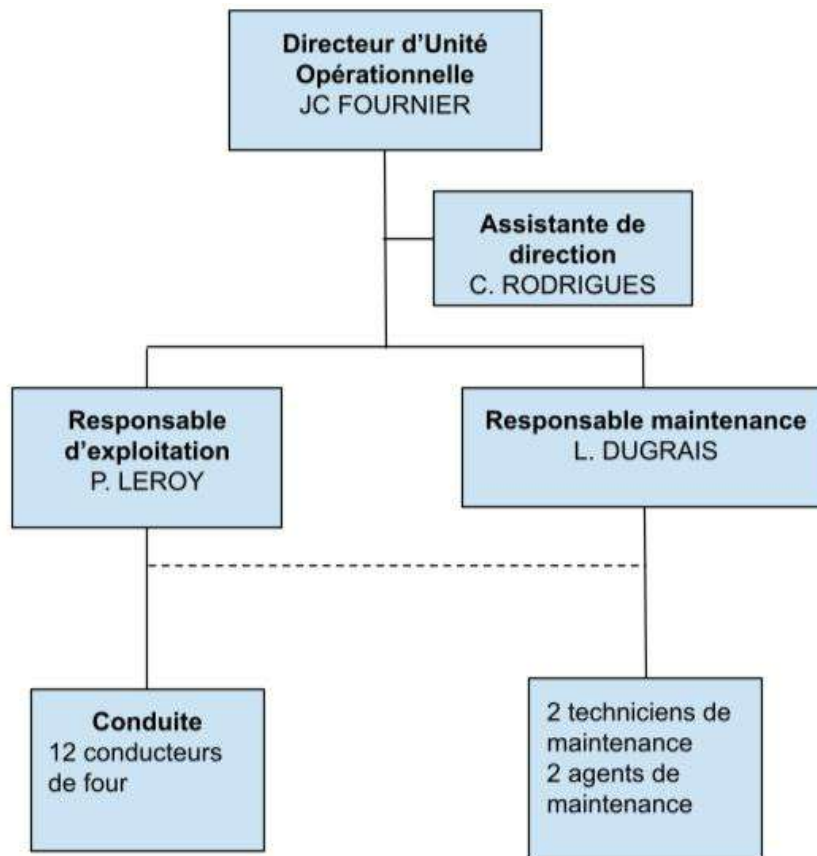 Directeur d’Unité
Opérationnelle
JC FOURNIER
Assistante de
direction
C. RODRIGUES
Responsable
d’exploitation
P. LEROY
Responsable maintenance
L. DUGRAIS
Conduite
12 conducteurs
de four
2 techniciens de
maintenance
2 agents de
maintenance